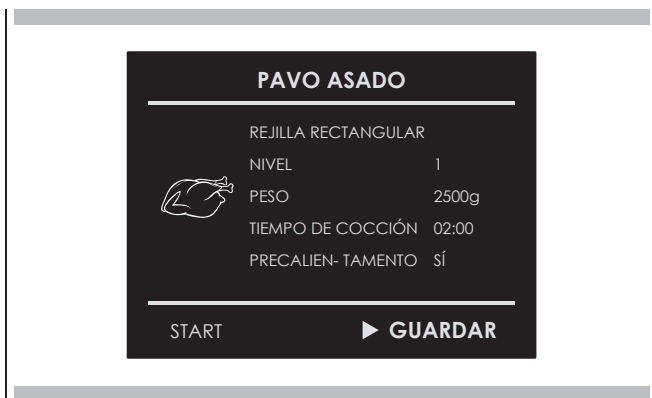 PAVO ASADO
REJILLA RECTANGULAR
NIVEL 1
PESO 2500g
TIEMPO DE COCCIÓN 02:00
PRECALIEN- TAMENTO SÍ
START ▶ GUARDAR